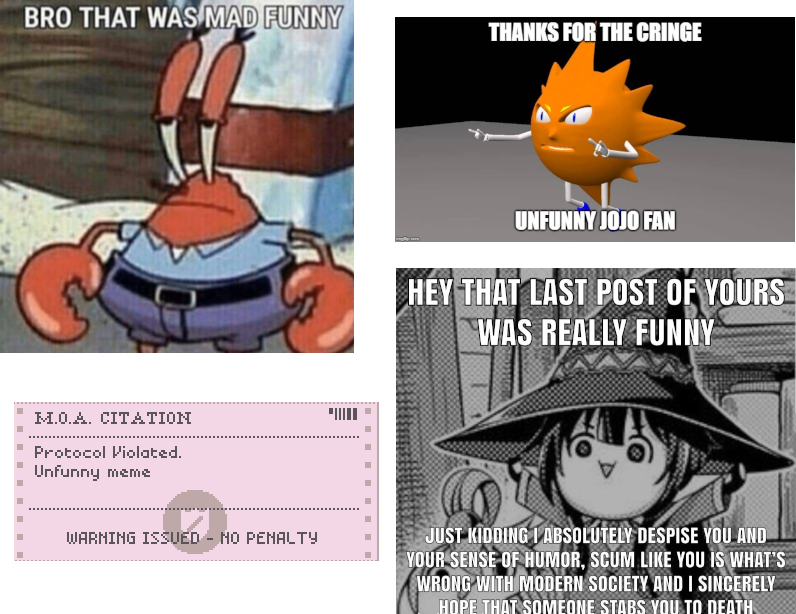 BRO THAT WAS MAD FUNNY
THANKS FOR THE CRINGE
UNFUNNY JOJO FAN
imgflip.com
HEY THAT LAST POST OF YOURS
WAS REALLY FUNNY
JUST KIDDING I ABSOLUTELY DESPISE YOU AND
YOUR SENSE OF HUMOR, SCUM LIKE YOU IS WHAT'S
WRONG WITH MODERN SOCIETY AND I SINCERELY
HOPE THAT SOMEONE STABS YOU TO DEATH
M.O.A. CITATION
Protocol Violated.
Unfunny meme
WARNING ISSUED - NO PENALTY